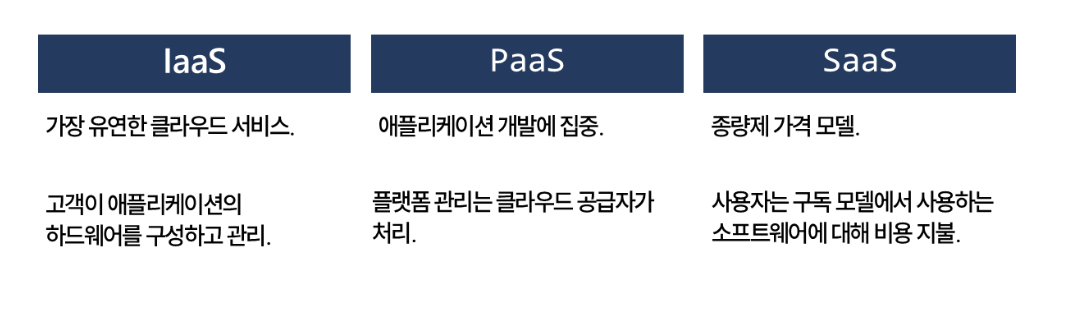 IaaS
가장 유연한 클라우드 서비스.
고객이 애플리케이션의
하드웨어를 구성하고 관리.
PaaS
애플리케이션 개발에 집중.
플랫폼 관리는 클라우드 공급자가
처리.
SaaS
종량제 가격 모델.
사용자는 구독 모델에서 사용하는
소프트웨어에 대해 비용 지불.